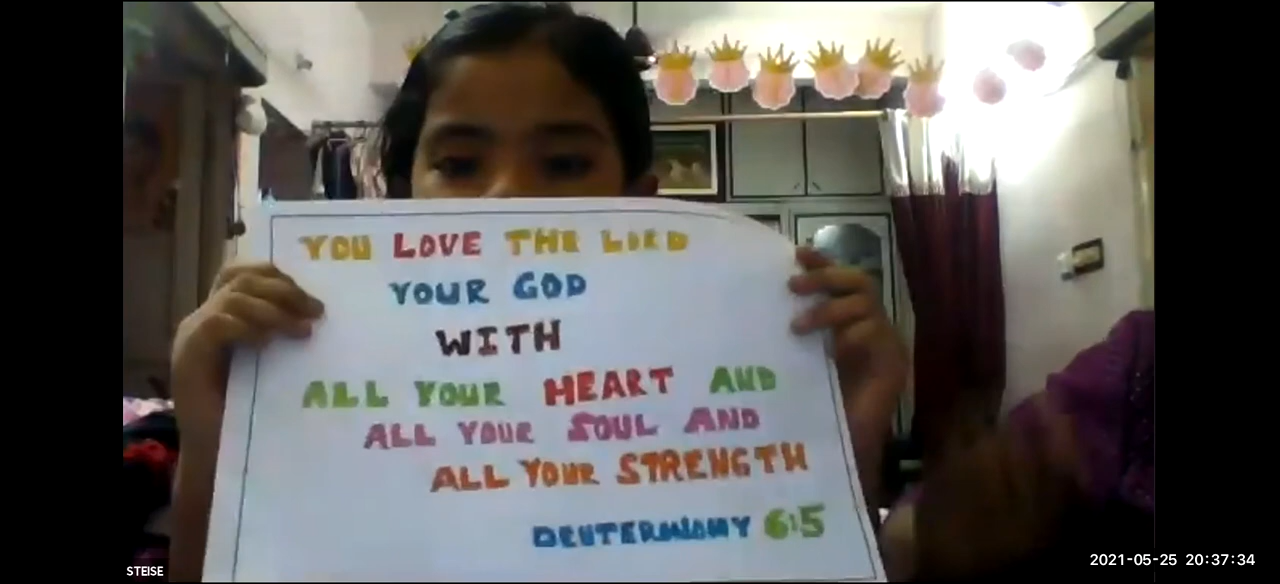 YOU LOVE THE LORD
YOUR GOD
WITH
ALL YOUR HEART AND
ALL YOUR SOUL AND
ALL YOUR STRENGTH
DEUTERMIOMY 6:5
STEISE
2021-05-25 20:37:34